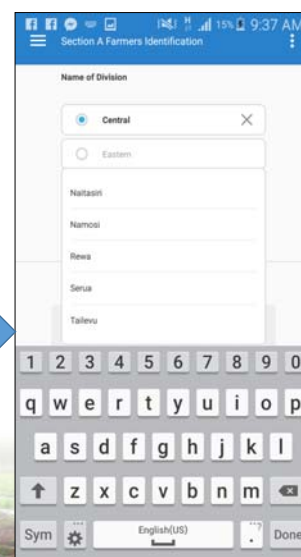 15% 9:37 AM
Section A Farmers Identification
Name of Division
Central
Eastern
Naitasiri
Namosi
Rewa
Serua
Tailevu
1 2 3 4 5 6 7 8 9 0
q w e r t y u i o p
a s d f g h j k l
z x c v b n m
Sym English(US) . ? Done